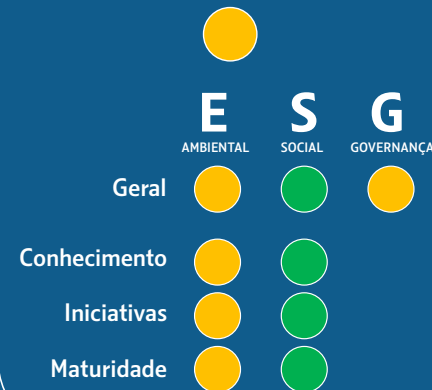 E S G
AMBIENTAL SOCIAL GOVERNANÇA
Geral
Conhecimento
Iniciativas
Maturidade